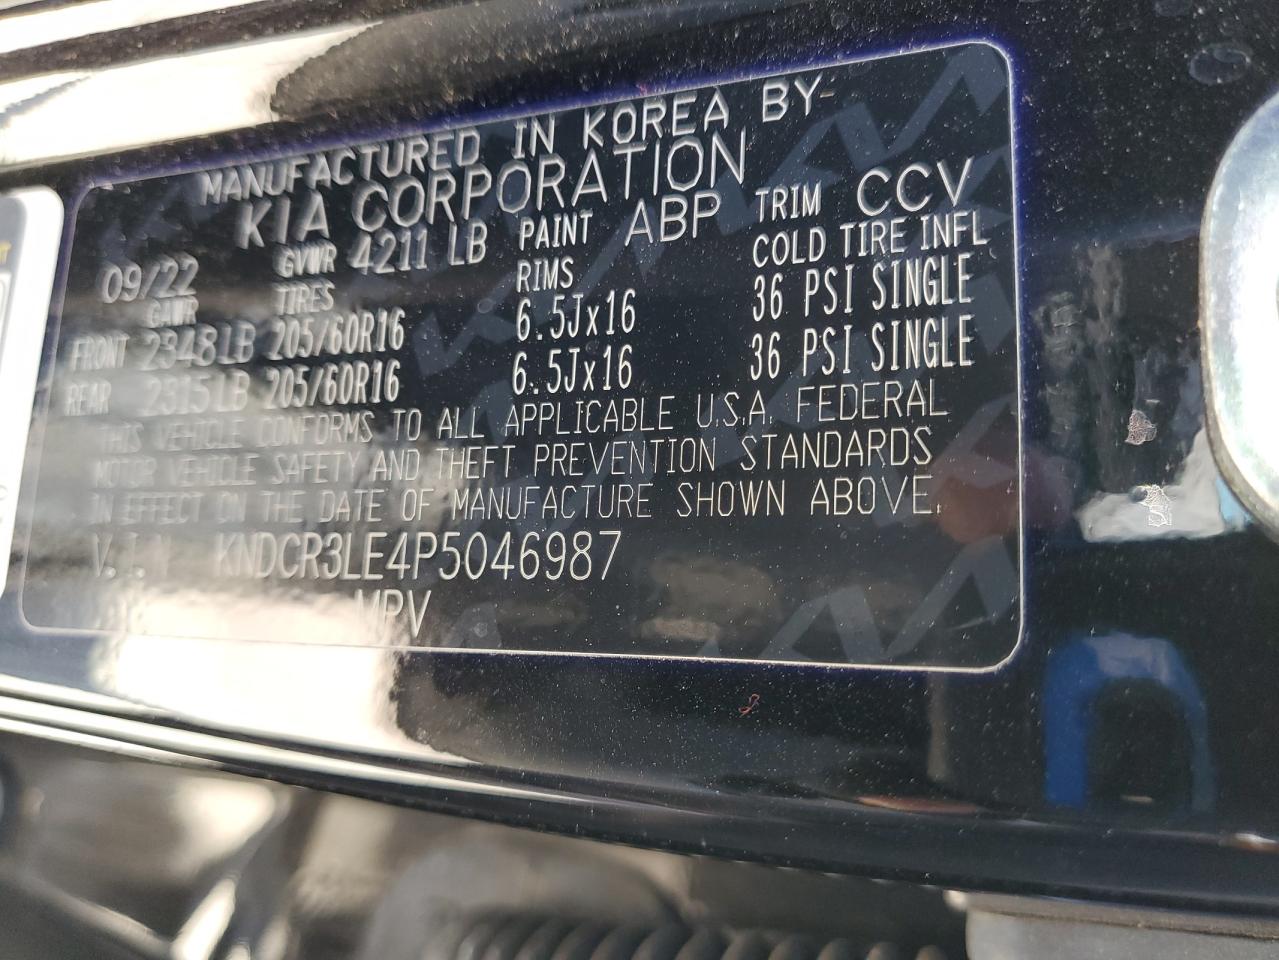 MANUFACTURED IN KOREA BY
KIA CORPORATION
09/22 GVWR 4211 LB PAINT ABP TRIM CCV
GAWR TIRES RIMS COLD TIRE INFL
FRONT 2348LB 205/60R16 6.5Jx16 36 PSI SINGLE
REAR 2315LB 205/60R16 6.5Jx16 36 PSI SINGLE
THIS VEHICLE CONFORMS TO ALL APPLICABLE U.S.A. FEDERAL
MOTOR VEHICLE SAFETY AND THEFT PREVENTION STANDARDS
IN EFFECT ON THE DATE OF MANUFACTURE SHOWN ABOVE.
V.I.N KNDCR3LE4P5046987
MPV